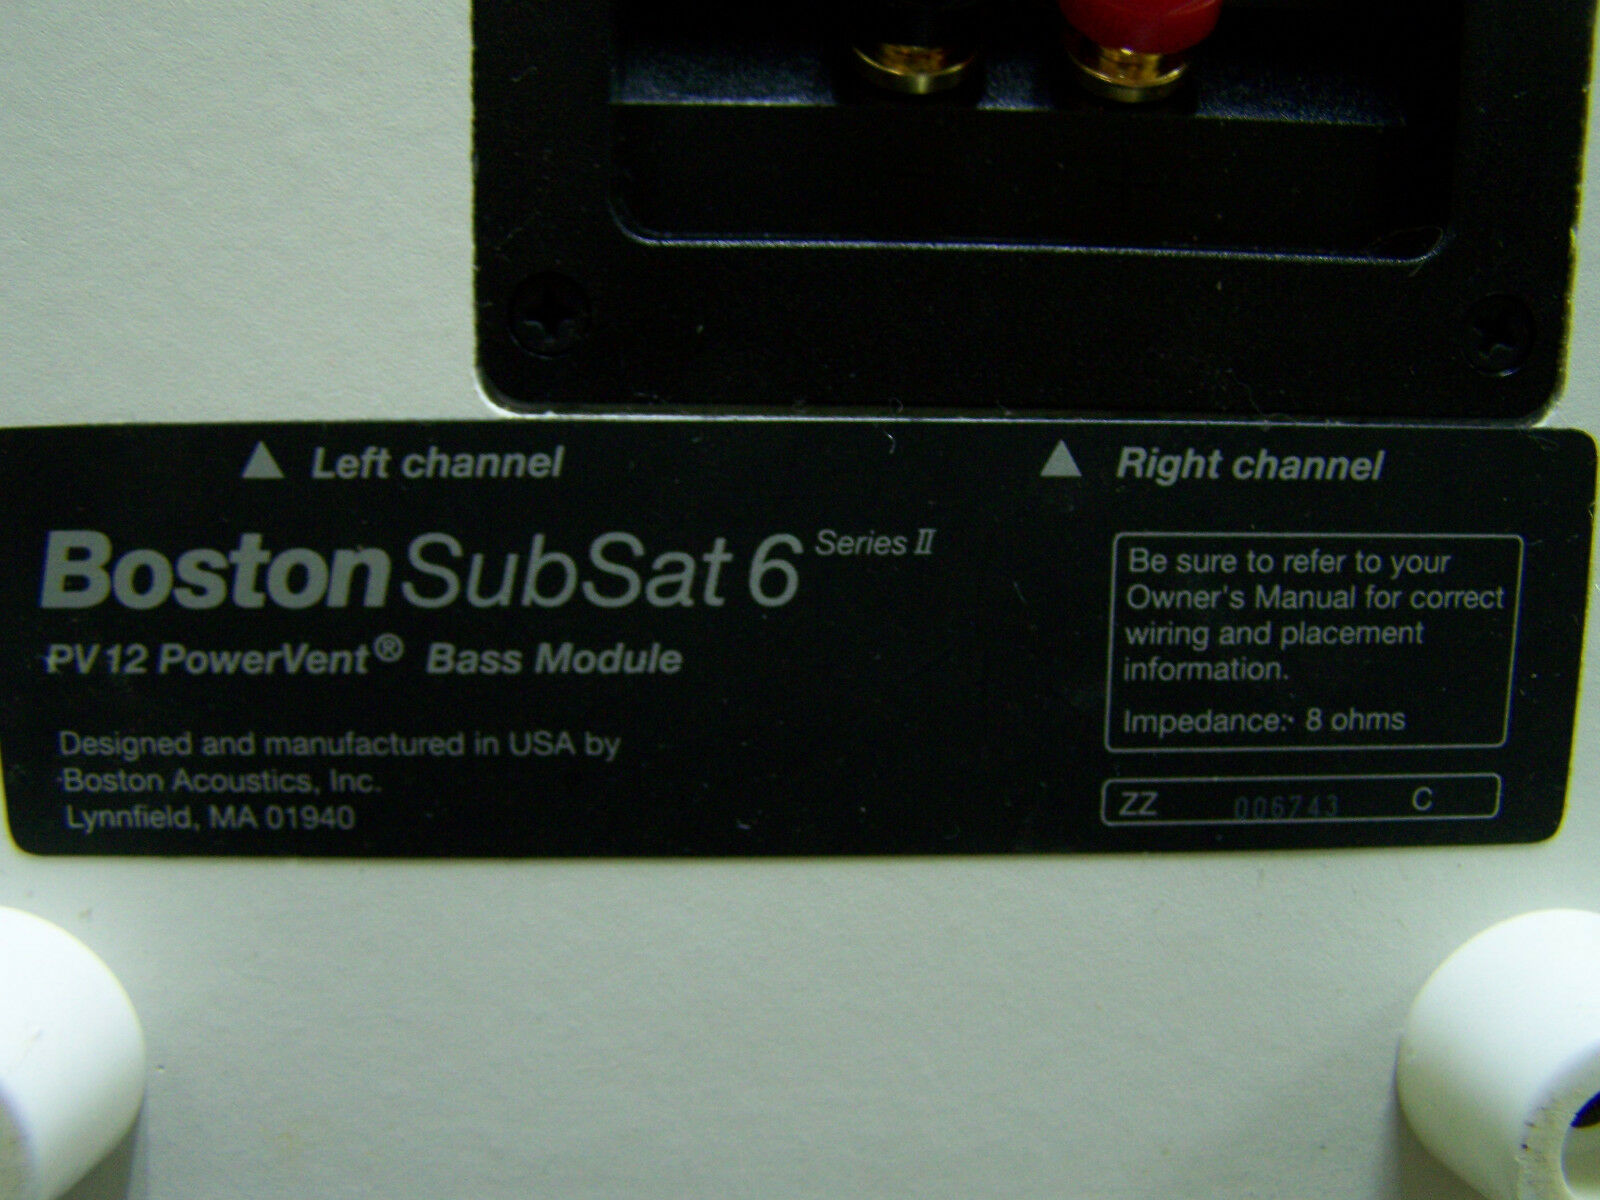 ▲ Left channel
▲ Right channel
Boston SubSat 6 Series II
PV12 PowerVent® Bass Module
Designed and manufactured in USA by
Boston Acoustics, Inc.
Lynnfield, MA 01940
Be sure to refer to your
Owner's Manual for correct
wiring and placement
information.
Impedance: 8 ohms
ZZ 006743 C